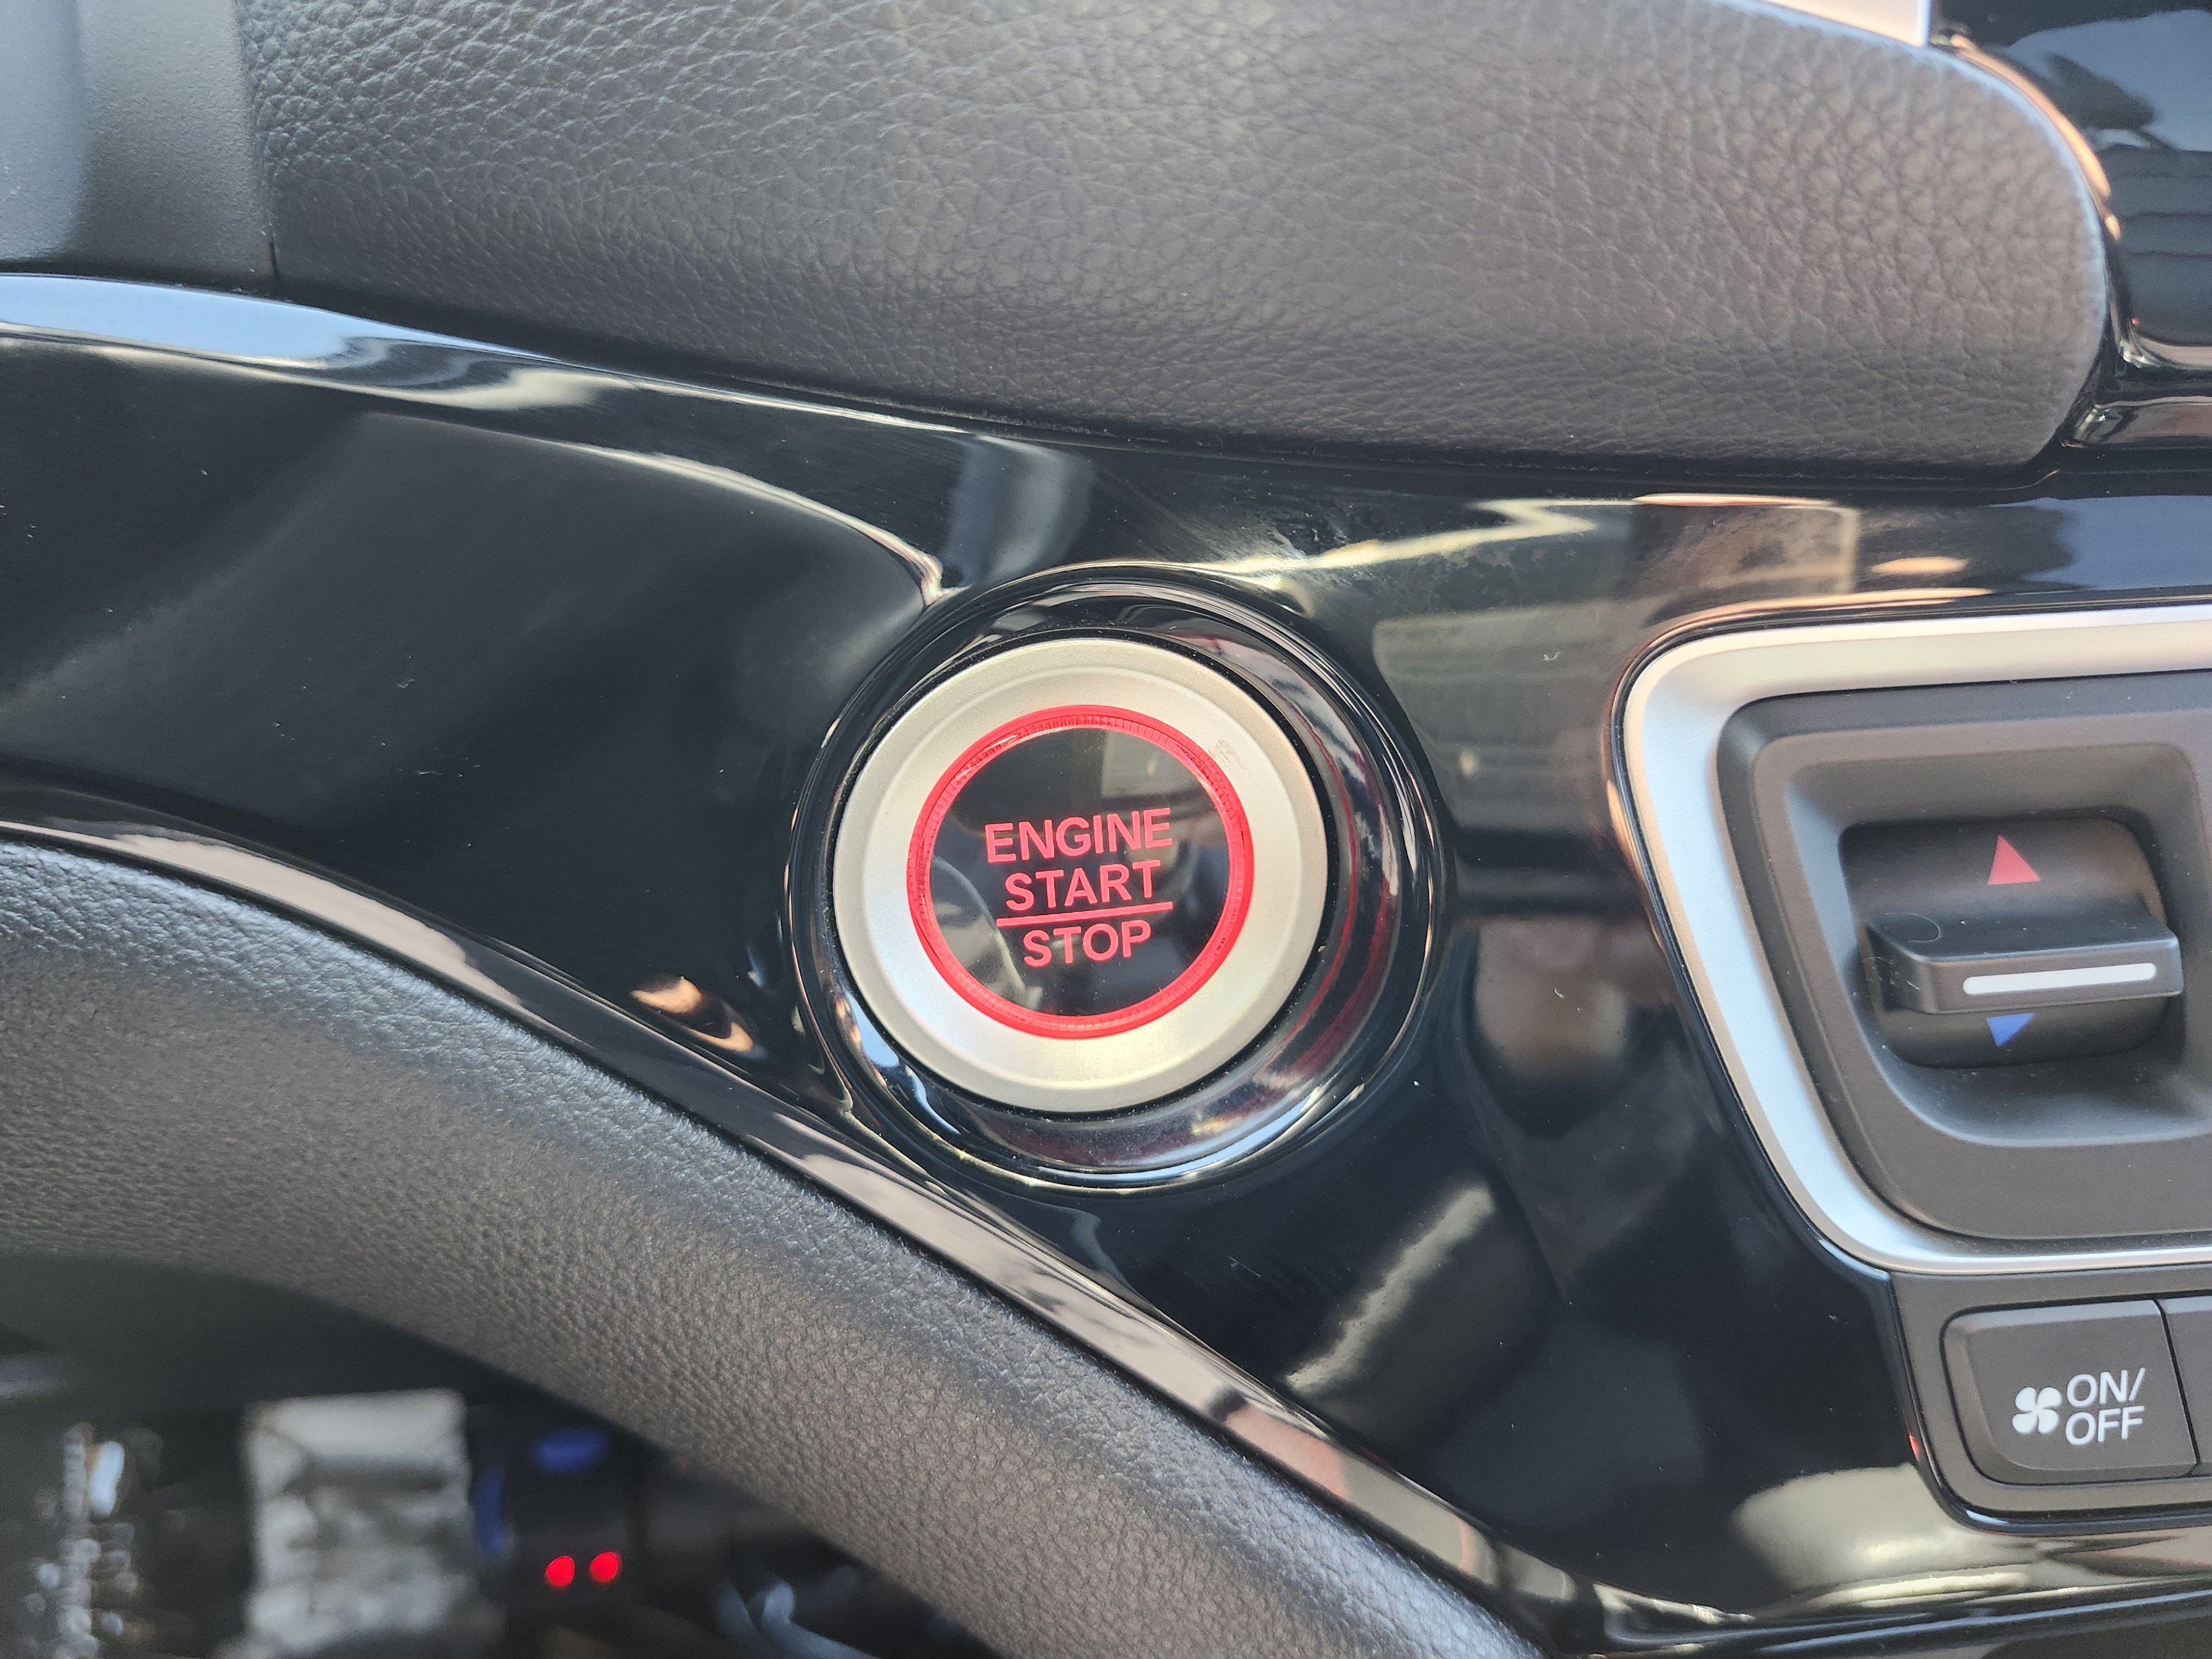 ENGINE
START
STOP
ON/
OFF